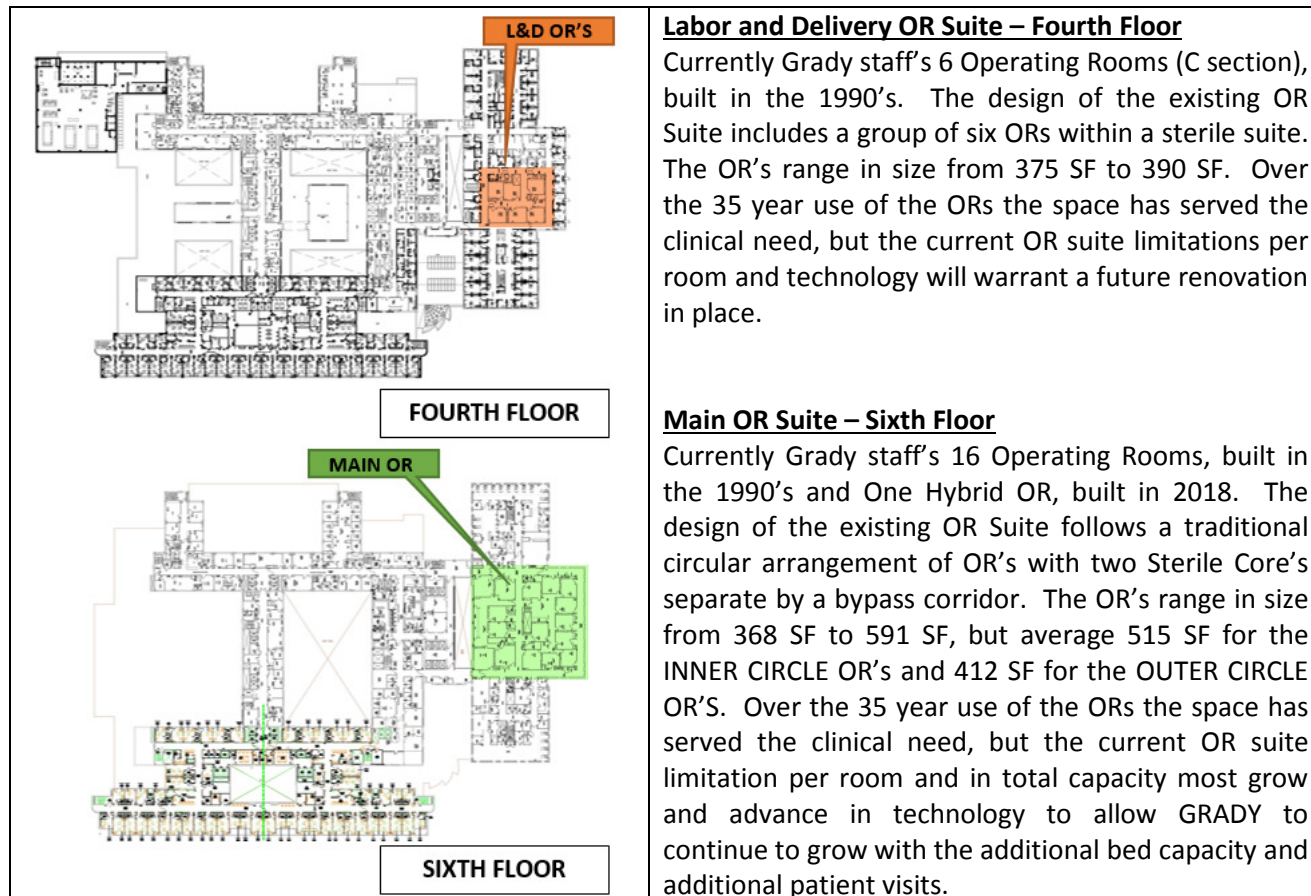 L&D OR'S
FOURTH FLOOR
MAIN OR
SIXTH FLOOR
Labor and Delivery OR Suite – Fourth Floor
Currently Grady staff's 6 Operating Rooms (C section),
built in the 1990's. The design of the existing OR
Suite includes a group of six ORs within a sterile suite.
The OR's range in size from 375 SF to 390 SF. Over
the 35 year use of the ORs the space has served the
clinical need, but the current OR suite limitations per
room and technology will warrant a future renovation
in place.
Main OR Suite – Sixth Floor
Currently Grady staff's 16 Operating Rooms, built in
the 1990's and One Hybrid OR, built in 2018. The
design of the existing OR Suite follows a traditional
circular arrangement of OR's with two Sterile Core's
separate by a bypass corridor. The OR's range in size
from 368 SF to 591 SF, but average 515 SF for the
INNER CIRCLE OR's and 412 SF for the OUTER CIRCLE
OR'S. Over the 35 year use of the ORs the space has
served the clinical need, but the current OR suite
limitation per room and in total capacity most grow
and advance in technology to allow GRADY to
continue to grow with the additional bed capacity and
additional patient visits.